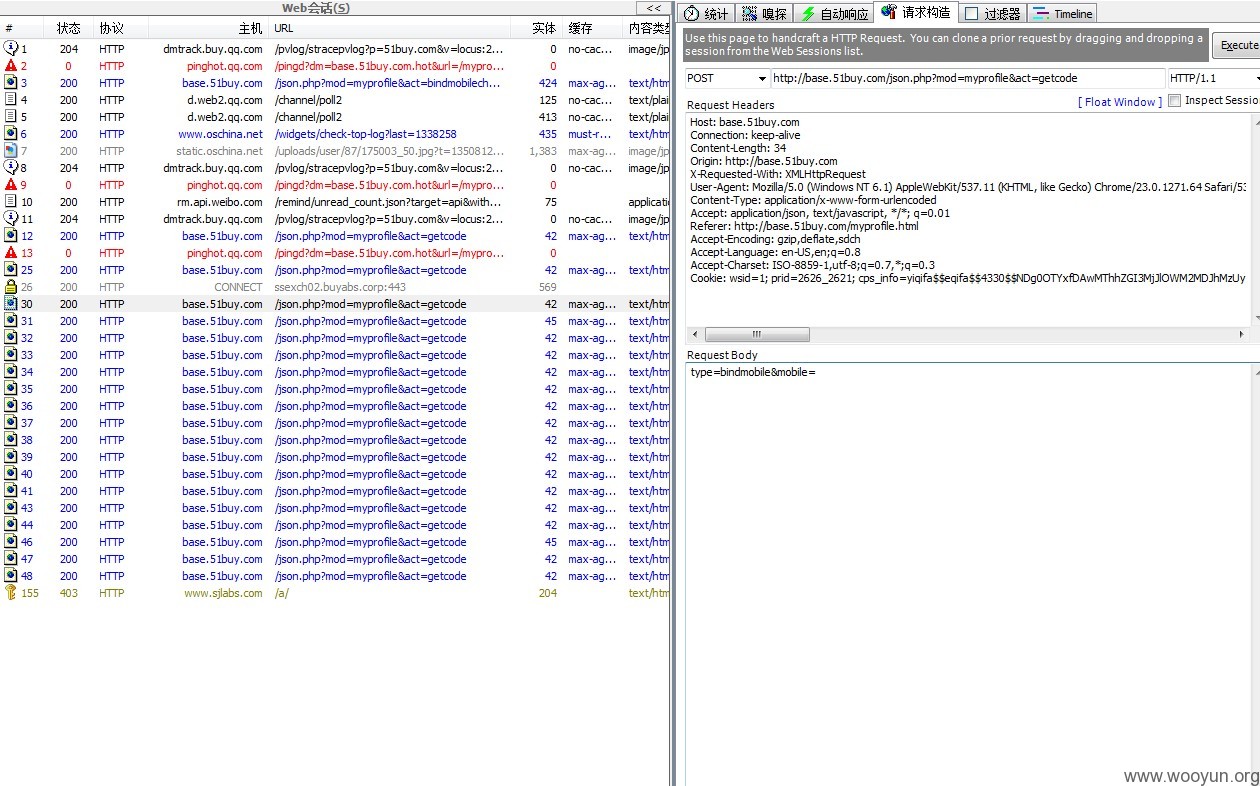 Web会话(S) <<
# 状态 协议 主机 URL 实体 缓存 内容类型
1 204 HTTP dmtrack.buy.qq.com /pvlog/stracepvlog?p=51buy.com&v=locus:2... 0 no-cac... image/jp
2 0 HTTP pinghot.qq.com /pingd?dm=base.51buy.com.hot&url=/mypro... 0
3 200 HTTP base.51buy.com /json.php?mod=myprofile&act=bindmobilech... 424 max-ag... text/htm
4 200 HTTP d.web2.qq.com /channel/poll2 125 no-cac... text/plai
5 200 HTTP d.web2.qq.com /channel/poll2 413 no-cac... text/plai
6 200 HTTP www.oschina.net /widgets/check-top-log?last=1338258 435 must-r... text/htm
7 200 HTTP static.oschina.net /uploads/user/87/175003_50.jpg?t=1350812... 1,383 max-ag... image/jp
8 204 HTTP dmtrack.buy.qq.com /pvlog/stracepvlog?p=51buy.com&v=locus:2... 0 no-cac... image/jp
9 0 HTTP pinghot.qq.com /pingd?dm=base.51buy.com.hot&url=/mypro... 0
10 200 HTTP rm.api.weibo.com /remind/unread_count.json?target=api&with... 75 applicati
11 204 HTTP dmtrack.buy.qq.com /pvlog/stracepvlog?p=51buy.com&v=locus:2... 0 no-cac... image/jp
12 200 HTTP base.51buy.com /json.php?mod=myprofile&act=getcode 42 max-ag... text/htm
13 0 HTTP pinghot.qq.com /pingd?dm=base.51buy.com.hot&url=/mypro... 0
25 200 HTTP base.51buy.com /json.php?mod=myprofile&act=getcode 42 max-ag... text/htm
26 200 HTTP CONNECT ssexch02.buyabs.corp:443 569
30 200 HTTP base.51buy.com /json.php?mod=myprofile&act=getcode 42 max-ag... text/htm
31 200 HTTP base.51buy.com /json.php?mod=myprofile&act=getcode 45 max-ag... text/htm
32 200 HTTP base.51buy.com /json.php?mod=myprofile&act=getcode 42 max-ag... text/htm
33 200 HTTP base.51buy.com /json.php?mod=myprofile&act=getcode 42 max-ag... text/htm
34 200 HTTP base.51buy.com /json.php?mod=myprofile&act=getcode 42 max-ag... text/htm
35 200 HTTP base.51buy.com /json.php?mod=myprofile&act=getcode 42 max-ag... text/htm
36 200 HTTP base.51buy.com /json.php?mod=myprofile&act=getcode 42 max-ag... text/htm
37 200 HTTP base.51buy.com /json.php?mod=myprofile&act=getcode 42 max-ag... text/htm
38 200 HTTP base.51buy.com /json.php?mod=myprofile&act=getcode 42 max-ag... text/htm
39 200 HTTP base.51buy.com /json.php?mod=myprofile&act=getcode 42 max-ag... text/htm
40 200 HTTP base.51buy.com /json.php?mod=myprofile&act=getcode 42 max-ag... text/htm
41 200 HTTP base.51buy.com /json.php?mod=myprofile&act=getcode 42 max-ag... text/htm
43 200 HTTP base.51buy.com /json.php?mod=myprofile&act=getcode 42 max-ag... text/htm
44 200 HTTP base.51buy.com /json.php?mod=myprofile&act=getcode 42 max-ag... text/htm
46 200 HTTP base.51buy.com /json.php?mod=myprofile&act=getcode 45 max-ag... text/htm
47 200 HTTP base.51buy.com /json.php?mod=myprofile&act=getcode 42 max-ag... text/htm
48 200 HTTP base.51buy.com /json.php?mod=myprofile&act=getcode 42 max-ag... text/htm
155 403 HTTP www.sjlabs.com /a/ 204 text/htm
统计 嗅探 自动响应 请求构造 过滤器 Timeline
Use this page to handcraft a HTTP Request. You can clone a prior request by dragging and dropping a
session from the Web Sessions list.
Execute
POST http://base.51buy.com/json.php?mod=myprofile&act=getcode HTTP/1.1
Request Headers [ Float Window ] Inspect Sessio
Host: base.51buy.com
Connection: keep-alive
Content-Length: 34
Origin: http://base.51buy.com
X-Requested-With: XMLHttpRequest
User-Agent: Mozilla/5.0 (Windows NT 6.1) AppleWebKit/537.11 (KHTML, like Gecko) Chrome/23.0.1271.64 Safari/53
Content-Type: application/x-www-form-urlencoded
Accept: application/json, text/javascript, */*; q=0.01
Referer: http://base.51buy.com/myprofile.html
Accept-Encoding: gzip,deflate,sdch
Accept-Language: en-US,en;q=0.8
Accept-Charset: ISO-8859-1,utf-8;q=0.7,*;q=0.3
Cookie: wsid=1; prid=2626_2621; cps_info=yiqifa$$eqifa$$4330$$NDg0OTYxfDAwMThhZGI3MjJlOWM2MDJhMzUy
Request Body
type=bindmobile&mobile=
www.wooyun.org